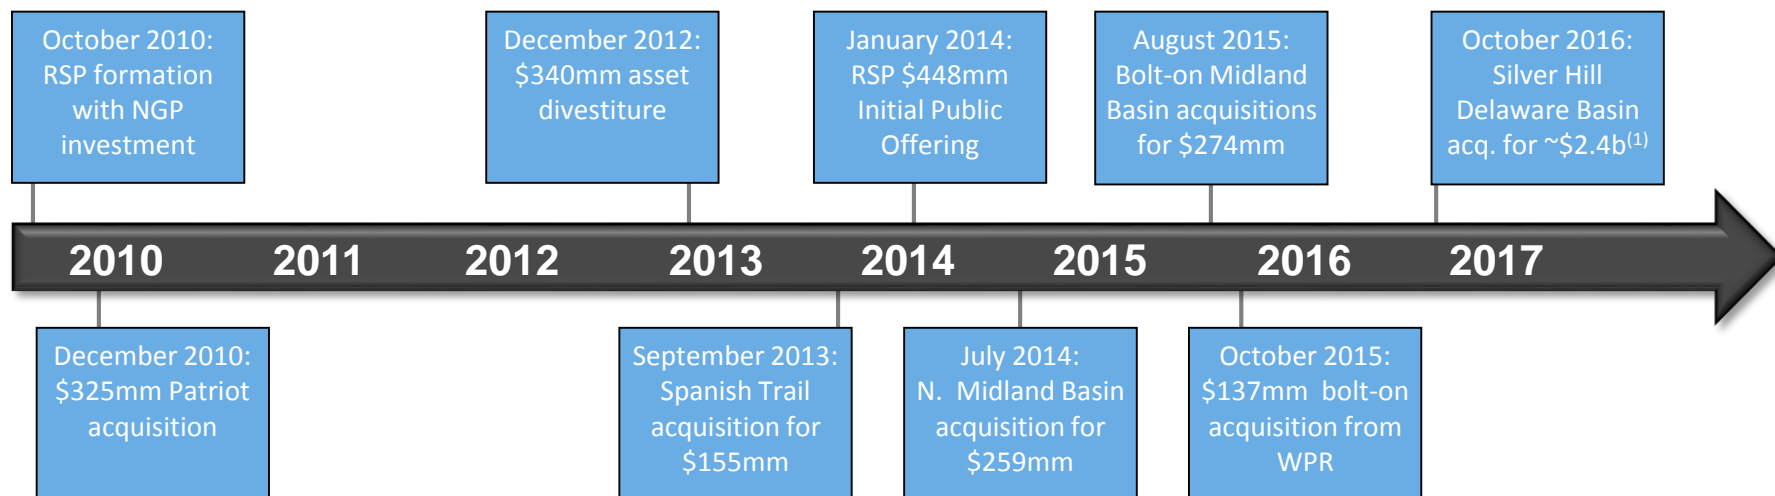 October 2010:
RSP formation
with NGP
investment
December 2012:
$340mm asset
divestiture
January 2014:
RSP $448mm
Initial Public
Offering
August 2015:
Bolt-on Midland
Basin acquisitions
for $274mm
October 2016:
Silver Hill
Delaware Basin
acq. for ~$2.4b(1)
2010 2011 2012 2013 2014 2015 2016 2017
December 2010:
$325mm Patriot
acquisition
September 2013:
Spanish Trail
acquisition for
$155mm
July 2014:
N. Midland Basin
acquisition for
$259mm
October 2015:
$137mm bolt-on
acquisition from
WPR